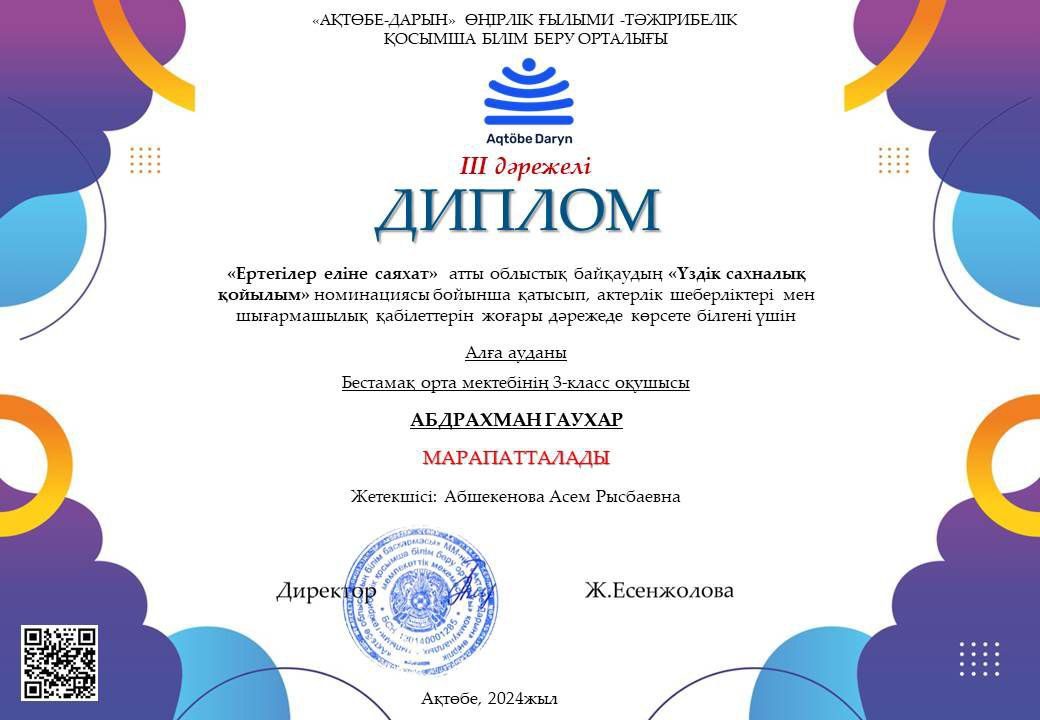 «АҚТӨБЕ-ДАРЫН» ӨҢІРЛІК ҒЫЛЫМИ -ТӘЖІРИБЕЛІК
ҚОСЫМША БІЛІМ БЕРУ ОРТАЛЫҒЫ
Aqtöbe Daryn
III дәрежелі
ДИПЛОМ
«Ертегілер еліне саяхат» атты облыстық байқаудың «Үздік сахналық
қойылым» номинациясы бойынша қатысып, актерлік шеберліктері мен
шығармашылық қабілеттерін жоғары дәрежеде көрсете білгені үшін
Алға ауданы
Бестамақ орта мектебінің 3-класс оқушысы
АБДРАХМАН ГАУХАР
МАРАПАТТАЛАДЫ
Жетекшісі: Абшекенова Асем Рысбаевна
Директор Ж.Есенжолова
Ақтөбе, 2024жыл